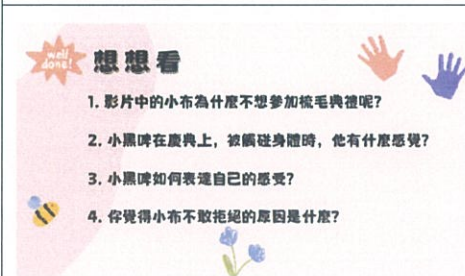 well
done!
想想看
1. 影片中的小布為什麼不想參加梳毛典禮呢?
2. 小黑啤在慶典上，被觸碰身體時，他有什麼感覺?
3. 小黑啤如何表達自己的感受?
4. 你覺得小布不敢拒絕的原因是什麼?